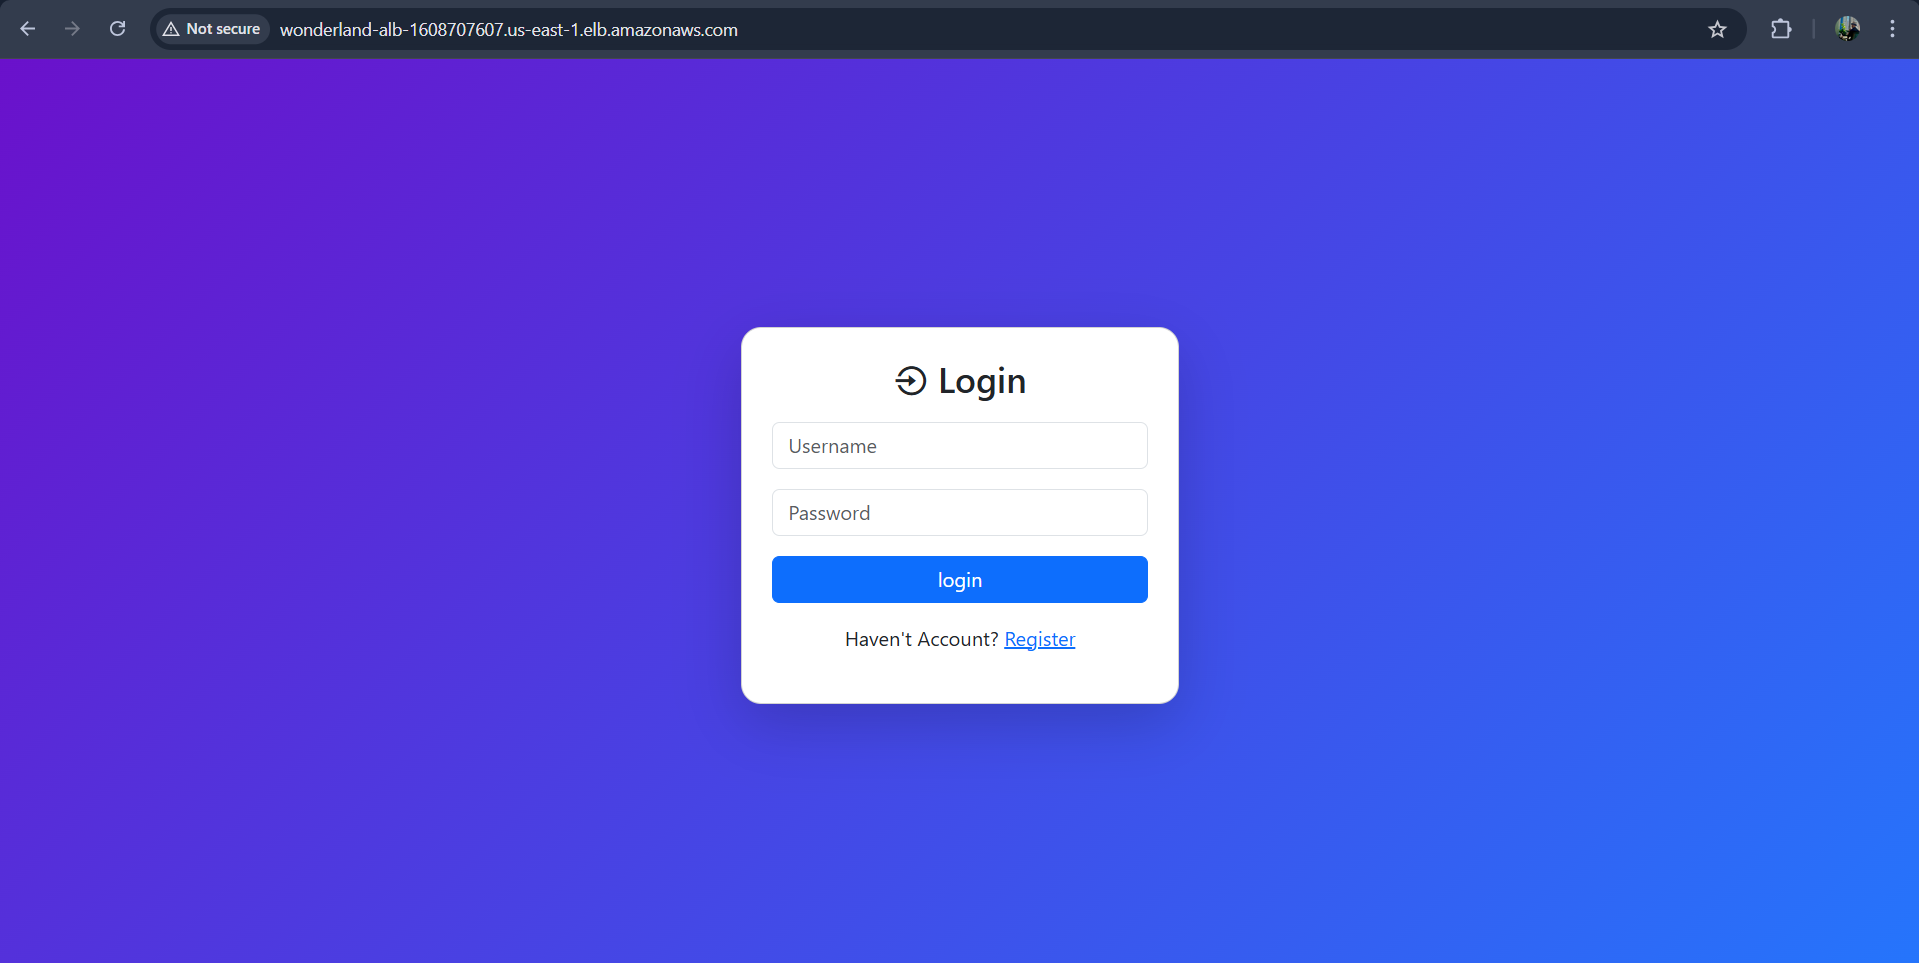 Not secure wonderland-alb-1608707607.us-east-1.elb.amazonaws.com
Login
Username
Password
login
Haven't Account? Register